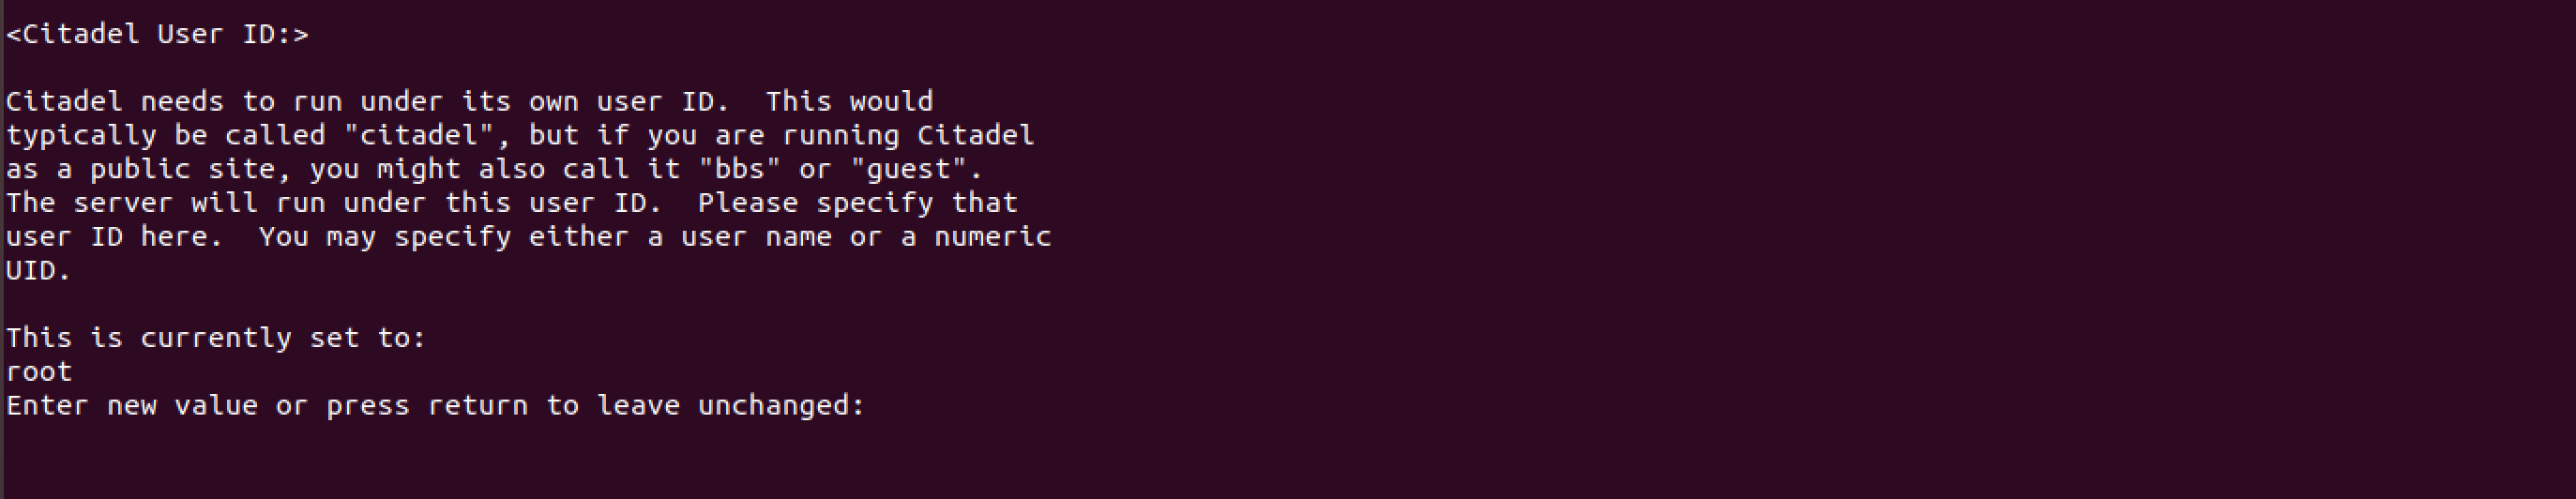 <Citadel User ID:>
Citadel needs to run under its own user ID.  This would
typically be called "citadel", but if you are running Citadel
as a public site, you might also call it "bbs" or "guest".
The server will run under this user ID.  Please specify that
user ID here.  You may specify either a user name or a numeric
UID.
This is currently set to:
root
Enter new value or press return to leave unchanged: